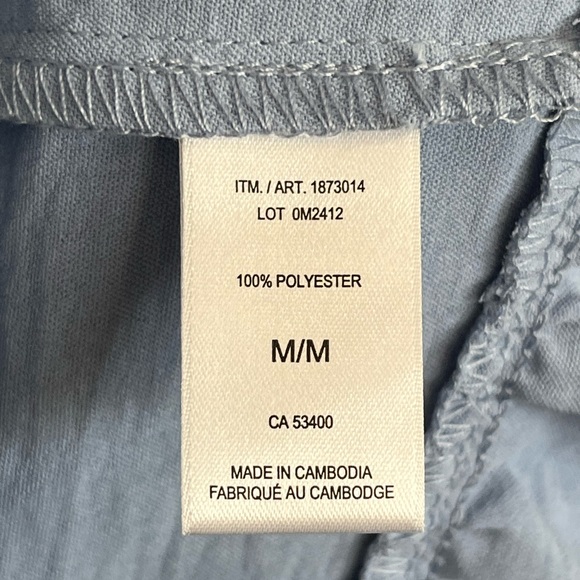 ITM. / ART. 1873014
LOT 0M2412
100% POLYESTER
M/M
CA 53400
MADE IN CAMBODIA
FABRIQUÉ AU CAMBODGE